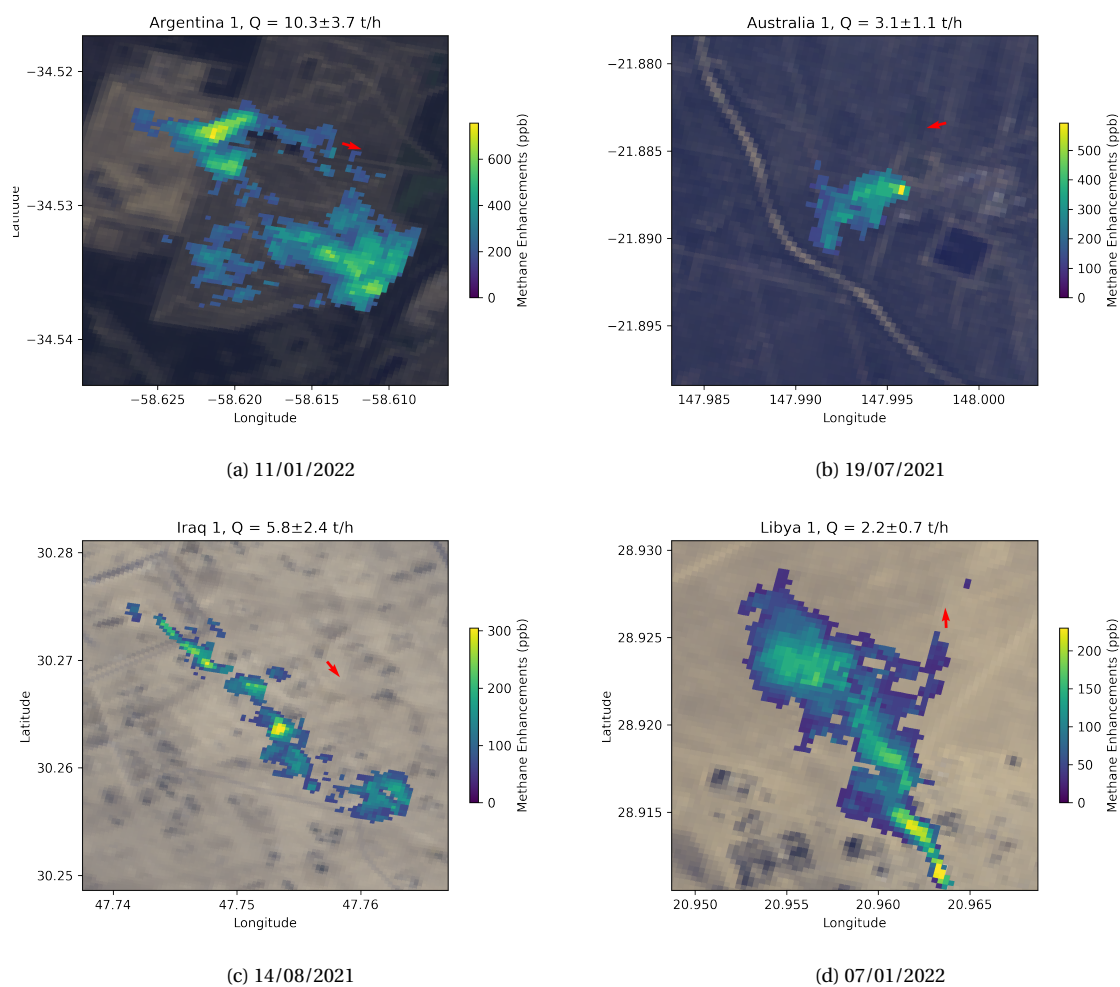 Argentina 1, Q = 10.3±3.7 t/h
−34.52
−34.53
−34.54
Latitude
−58.625
−58.620
−58.615
−58.610
Longitude
600
400
200
0
Methane Enhancements (ppb)
(a) 11/01/2022
Australia 1, Q = 3.1±1.1 t/h
−21.880
−21.885
−21.890
−21.895
Latitude
147.985
147.990
147.995
148.000
Longitude
500
400
300
200
100
0
Methane Enhancements (ppb)
(b) 19/07/2021
Iraq 1, Q = 5.8±2.4 t/h
30.28
30.27
30.26
30.25
Latitude
47.74
47.75
47.76
Longitude
300
200
100
0
Methane Enhancements (ppb)
(c) 14/08/2021
Libya 1, Q = 2.2±0.7 t/h
28.930
28.925
28.920
28.915
Latitude
20.950
20.955
20.960
20.965
Longitude
200
150
100
50
0
Methane Enhancements (ppb)
(d) 07/01/2022